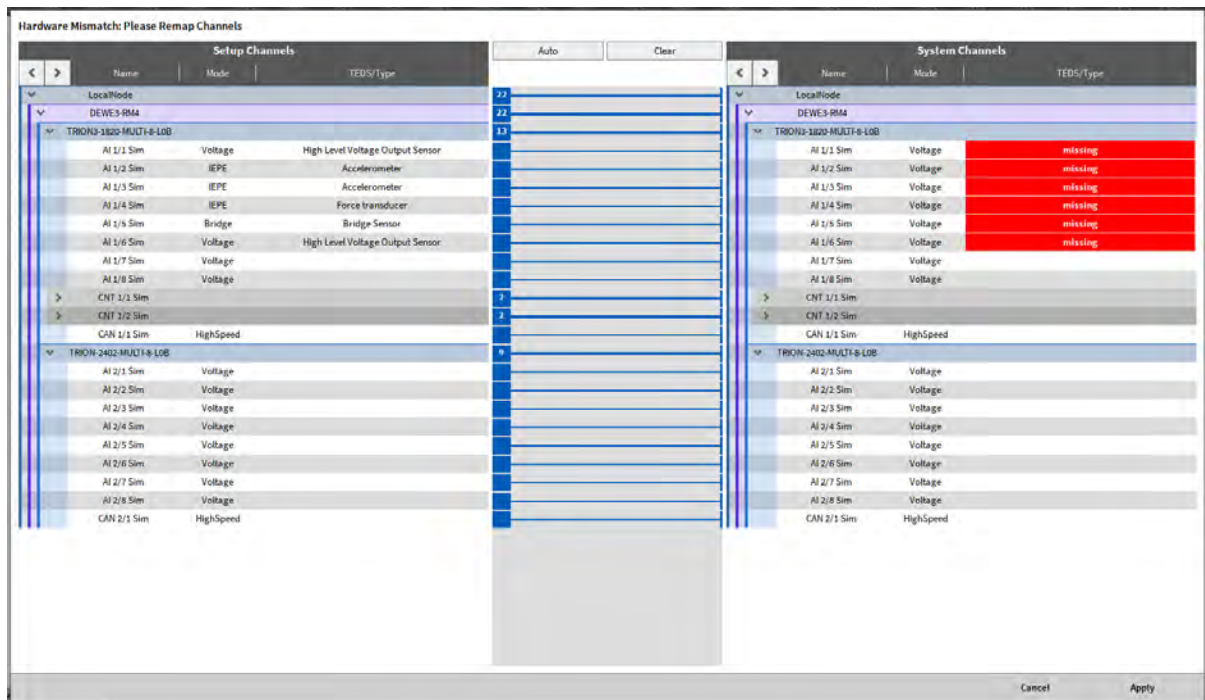 Hardware Mismatch: Please Remap Channels
Setup Channels Auto Clear System Channels
Name Mode TEDS/Type Name Mode TEDS/Type
LocalNode 22 LocalNode
DEWE3-RM4 22 DEWE3-RM4
TRION3-1820-MULTI-8-L0B 13 TRION3-1820-MULTI-8-L0B
AI 1/1 Sim Voltage High Level Voltage Output Sensor AI 1/1 Sim Voltage missing
AI 1/2 Sim IEPE Accelerometer AI 1/2 Sim Voltage missing
AI 1/3 Sim IEPE Accelerometer AI 1/3 Sim Voltage missing
AI 1/4 Sim IEPE Force transducer AI 1/4 Sim Voltage missing
AI 1/5 Sim Bridge Bridge Sensor AI 1/5 Sim Voltage missing
AI 1/6 Sim Voltage High Level Voltage Output Sensor AI 1/6 Sim Voltage missing
AI 1/7 Sim Voltage AI 1/7 Sim Voltage
AI 1/8 Sim Voltage AI 1/8 Sim Voltage
CNT 1/1 Sim 2 CNT 1/1 Sim
CNT 1/2 Sim 2 CNT 1/2 Sim
CAN 1/1 Sim HighSpeed CAN 1/1 Sim HighSpeed
TRION-2402-MULTI-8-L0B 9 TRION-2402-MULTI-8-L0B
AI 2/1 Sim Voltage AI 2/1 Sim Voltage
AI 2/2 Sim Voltage AI 2/2 Sim Voltage
AI 2/3 Sim Voltage AI 2/3 Sim Voltage
AI 2/4 Sim Voltage AI 2/4 Sim Voltage
AI 2/5 Sim Voltage AI 2/5 Sim Voltage
AI 2/6 Sim Voltage AI 2/6 Sim Voltage
AI 2/7 Sim Voltage AI 2/7 Sim Voltage
AI 2/8 Sim Voltage AI 2/8 Sim Voltage
CAN 2/1 Sim HighSpeed CAN 2/1 Sim HighSpeed
Cancel Apply